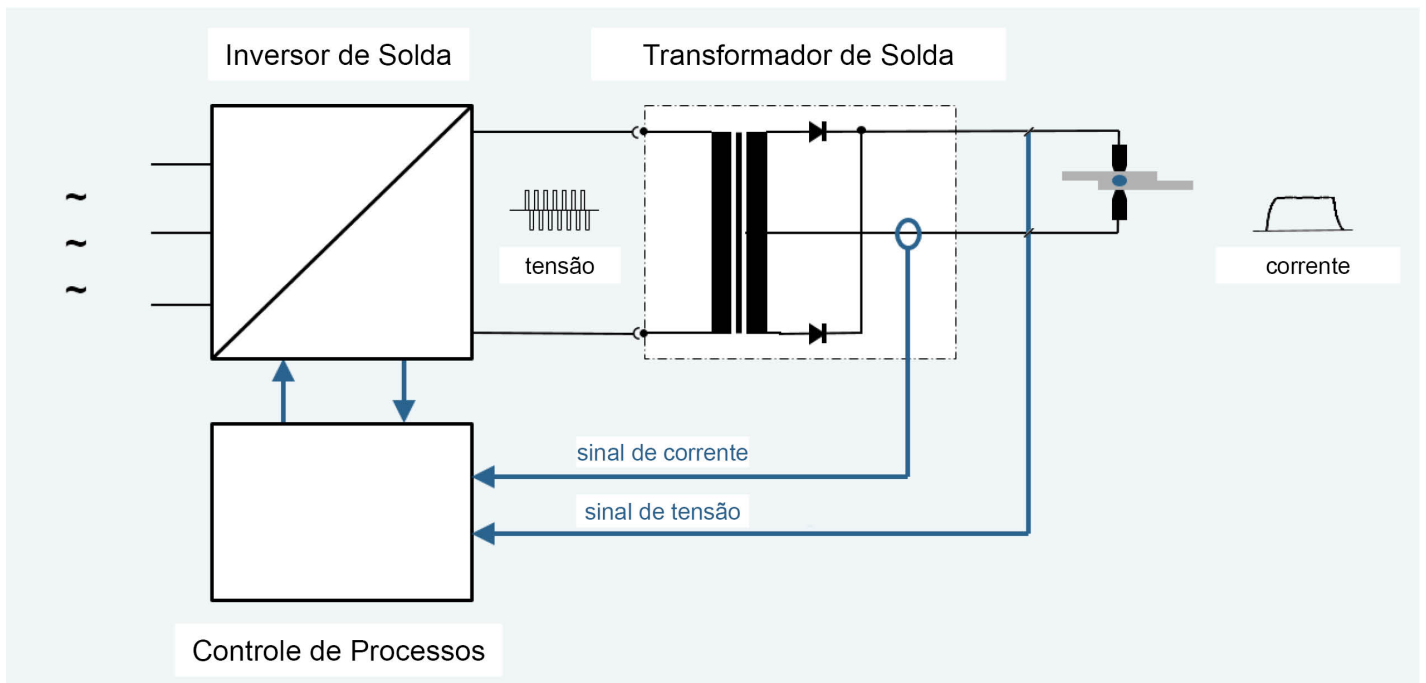 Inversor de Solda
Transformador de Solda
~
~
~
tensão
corrente
sinal de corrente
sinal de tensão
Controle de Processos